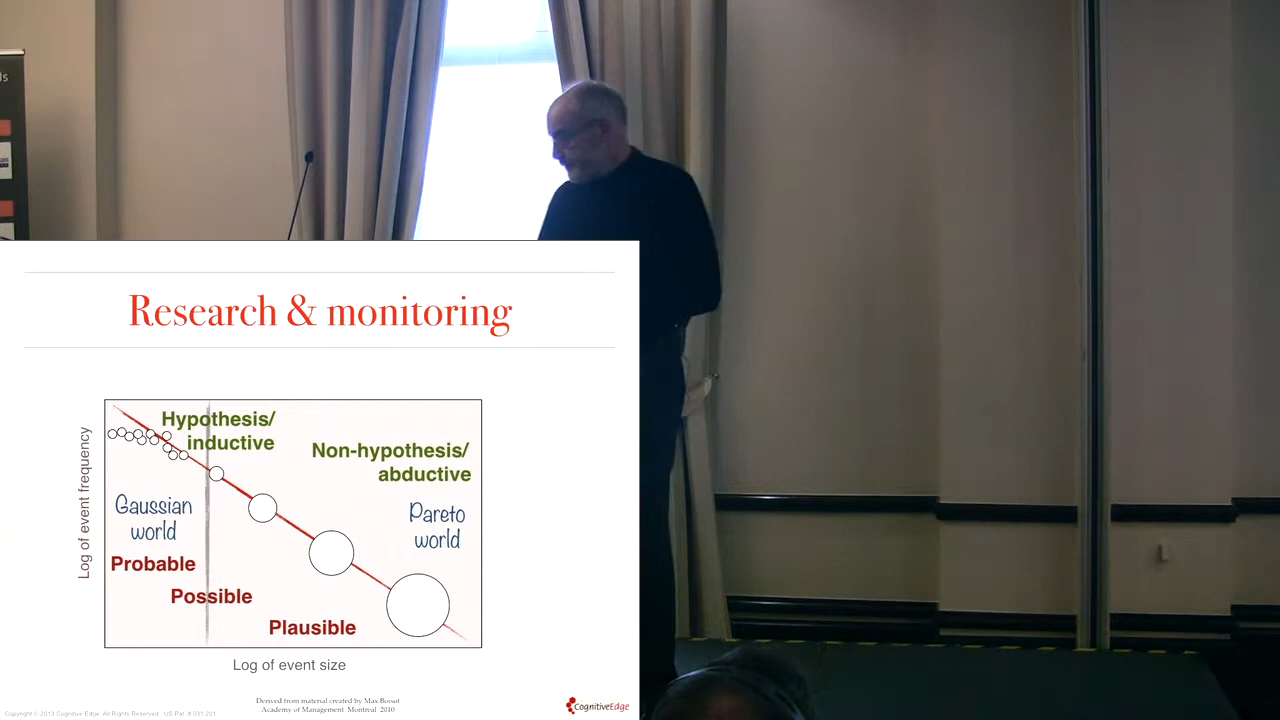 ls
Research & monitoring
Hypothesis/
inductive
Non-hypothesis/
abductive
Log of event frequency
Gaussian
world
Pareto
world
Probable
Possible
Plausible
Log of event size
Derived from material created by Max Boisot
Academy of Management Montreal 2010
Copyright © 2013 Cognitive Edge. All Rights Reserved. US Pat. 8,031,201
CognitiveEdge